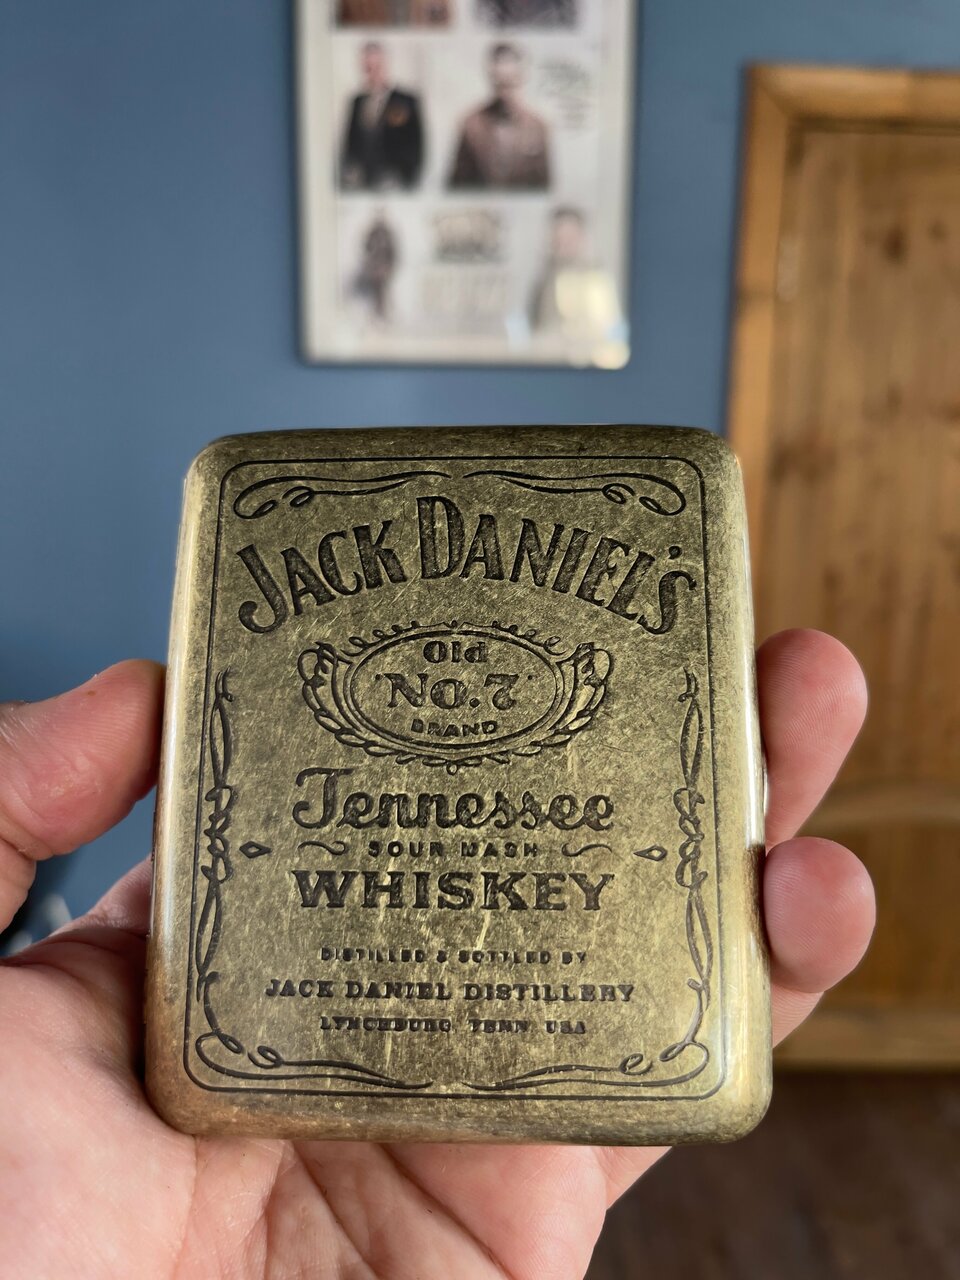 JACK DANIEL'S
Old
No. 7
BRAND
Tennessee
SOUR MASH
WHISKEY
DISTILLED & BOTTLED BY
JACK DANIEL DISTILLERY
LYNCHBURG TENN USA